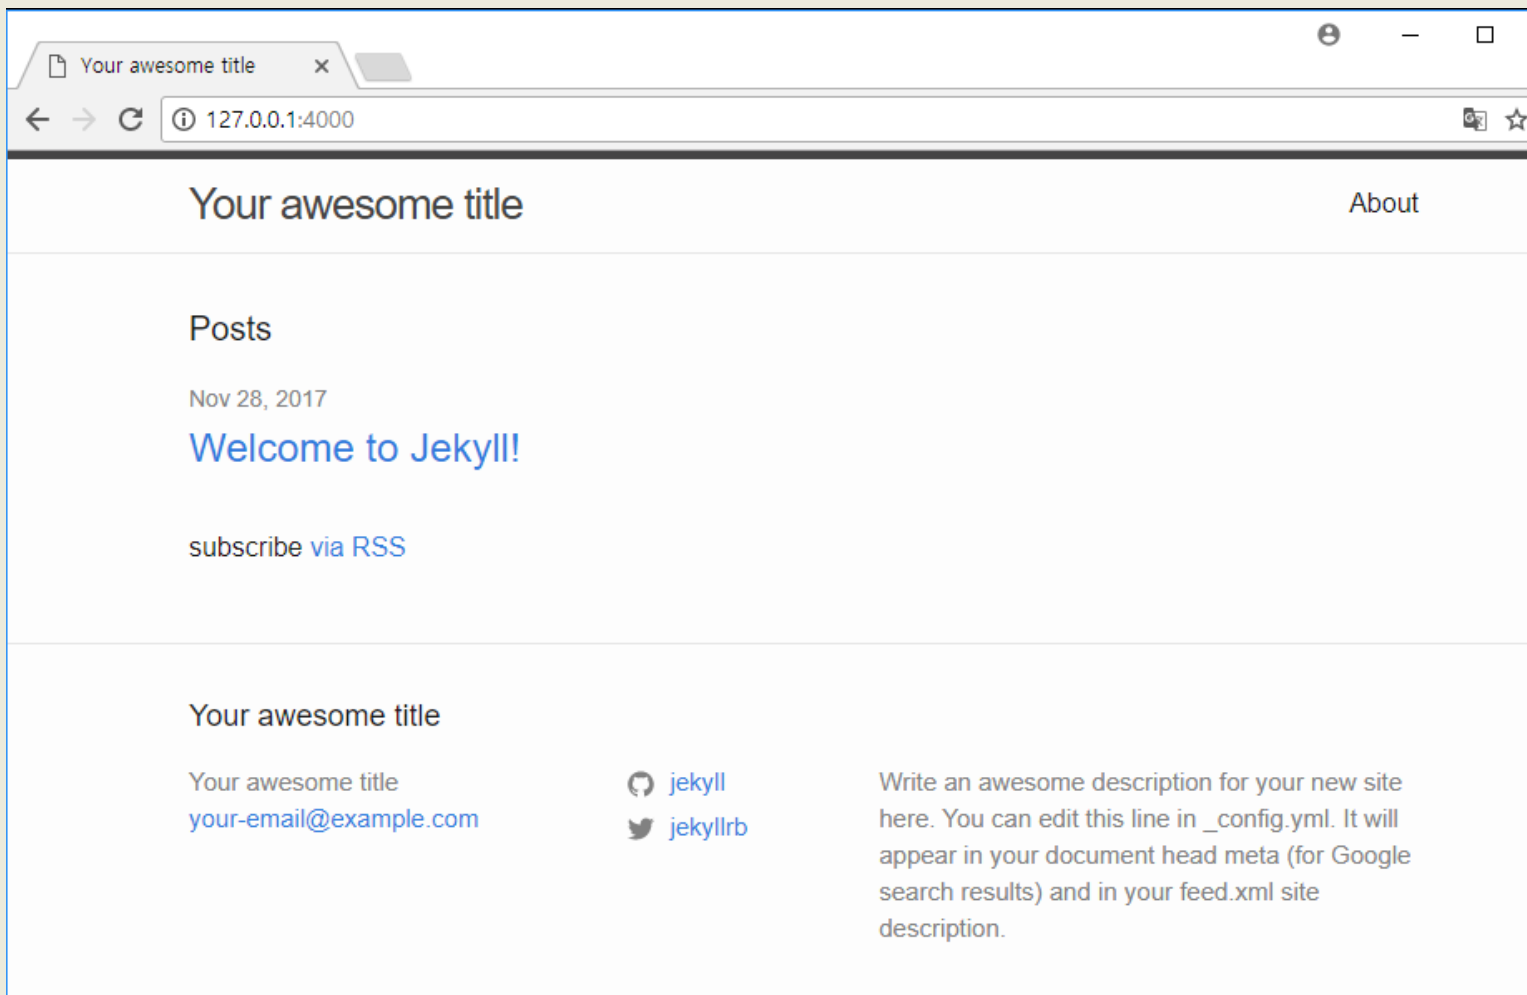 Your awesome title
127.0.0.1:4000
Your awesome title
About
Posts
Nov 28, 2017
Welcome to Jekyll!
subscribe via RSS
Your awesome title
Your awesome title
your-email@example.com
jekyll
jekyllrb
Write an awesome description for your new site
here. You can edit this line in _config.yml. It will
appear in your document head meta (for Google
search results) and in your feed.xml site
description.